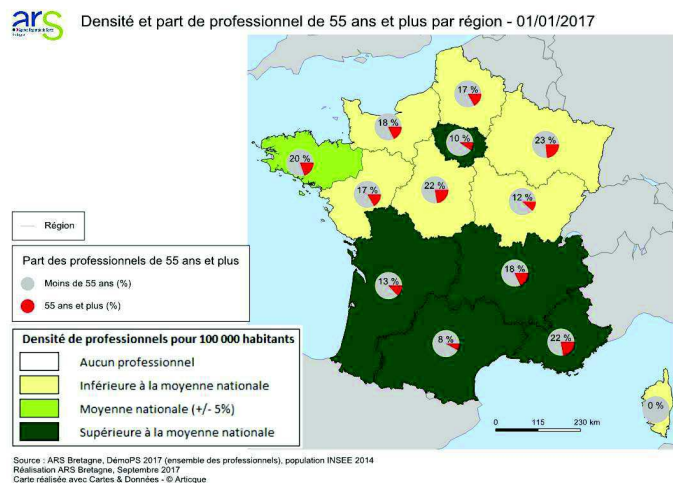 ars
Densité et part de professionnel de 55 ans et plus par région - 01/01/2017
17 %
18 %
10 %
23 %
20 %
17 %
22 %
12 %
Région
Part des professionnels de 55 ans et plus
Moins de 55 ans (%)
55 ans et plus (%)
13 %
18 %
8 %
22 %
0 %
Densité de professionnels pour 100 000 habitants
Aucun professionnel
Inférieure à la moyenne nationale
Moyenne nationale (+/- 5%)
Supérieure à la moyenne nationale
0 115 230 km
Source : ARS Bretagne, DémoPS 2017 (ensemble des professionnels), population INSEE 2014
Réalisation ARS Bretagne, Septembre 2017
Carte réalisée avec Cartes & Données - © Articque